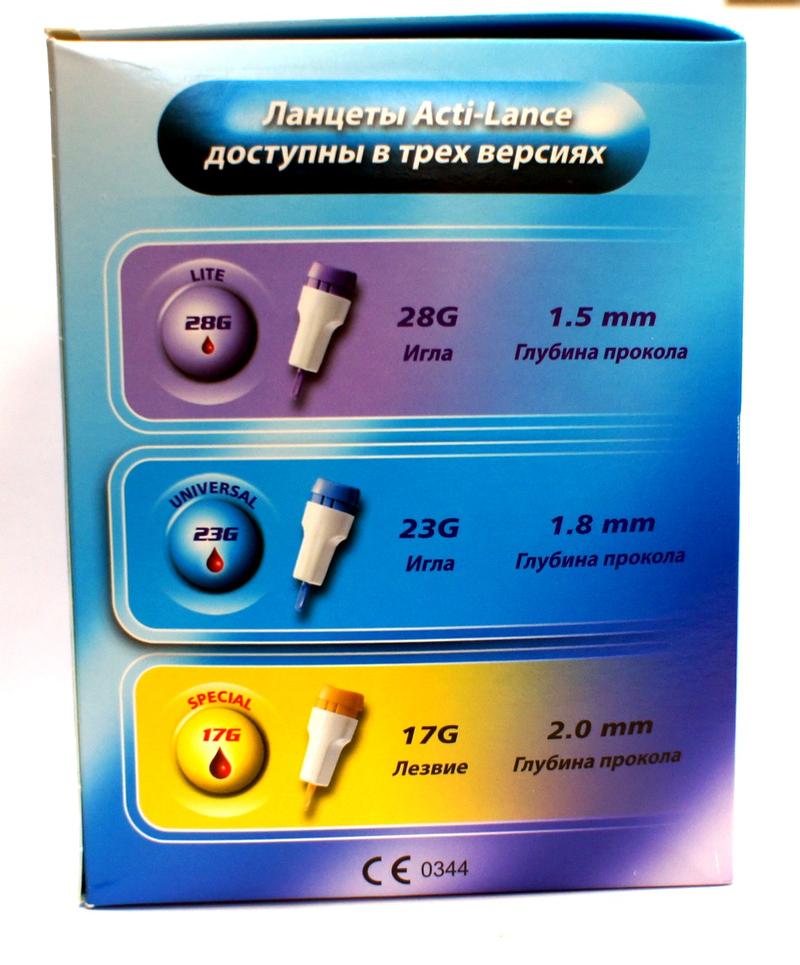 Ланцеты Acti-Lance
доступны в трех версиях
LITE
28G
28G
Игла
1.5 mm
Глубина прокола
UNIVERSAL
23G
23G
Игла
1.8 mm
Глубина прокола
SPECIAL
17G
17G
Лезвие
2.0 mm
Глубина прокола
CE 0344